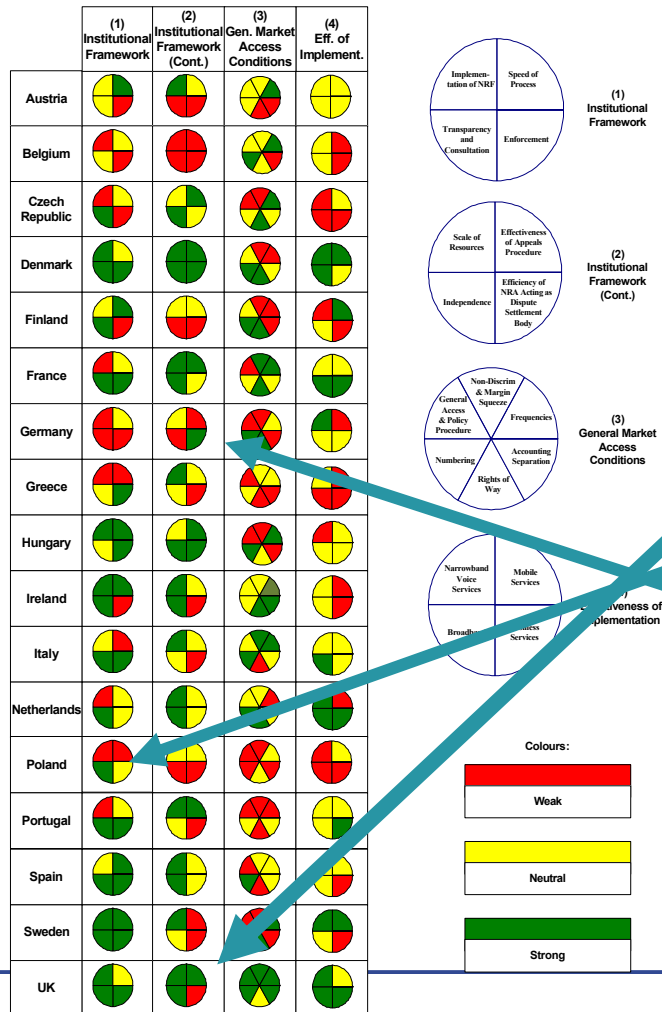 (1)
Institutional
Framework
(2)
Institutional
Framework
(Cont.)
(3)
Gen. Market
Access
Conditions
(4)
Eff. of
Implement.
Austria
Belgium
Czech
Republic
Denmark
Finland
France
Germany
Greece
Hungary
Ireland
Italy
Netherlands
Poland
Portugal
Spain
Sweden
UK
Implemen-
tation of NRF
Speed of
Process
Transparency
and
Consultation
Enforcement
(1)
Institutional
Framework
Scale of
Resources
Effectiveness
of Appeals
Procedure
Independence
Efficiency of
NRA Acting as
Dispute
Settlement
Body
(2)
Institutional
Framework
(Cont.)
Non-Discrim
& Margin
Squeeze
General
Access
& Policy
Procedure
Frequencies
Numbering
Accounting
Separation
Rights of
Way
(3)
General Market
Access
Conditions
Narrowband
Voice
Services
Mobile
Services
Services
of
Colours:
Weak
Neutral
Strong